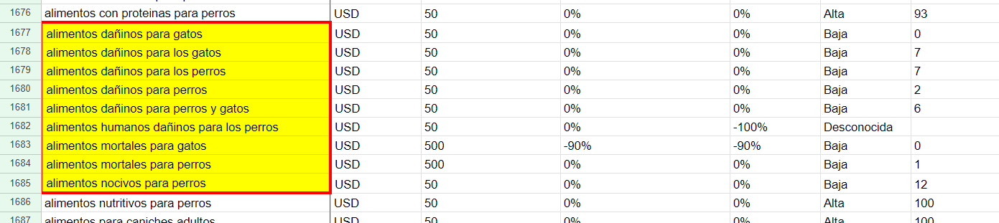 1676 alimentos con proteinas para perros USD 50 0% 0% Alta 93
1677 alimentos dañinos para gatos USD 50 0% 0% Baja 0
1678 alimentos dañinos para los gatos USD 50 0% 0% Baja 7
1679 alimentos dañinos para los perros USD 50 0% 0% Baja 7
1680 alimentos dañinos para perros USD 50 0% 0% Baja 2
1681 alimentos dañinos para perros y gatos USD 50 0% 0% Baja 6
1682 alimentos humanos dañinos para los perros USD 50 0% -100% Desconocida
1683 alimentos mortales para gatos USD 500 -90% -90% Baja 0
1684 alimentos mortales para perros USD 500 0% 0% Baja 1
1685 alimentos nocivos para perros USD 50 0% 0% Baja 12
1686 alimentos nutritivos para perros USD 50 0% 0% Alta 100
1687 alimentos para caniches adultos USD 50 0% 0% Alta 100